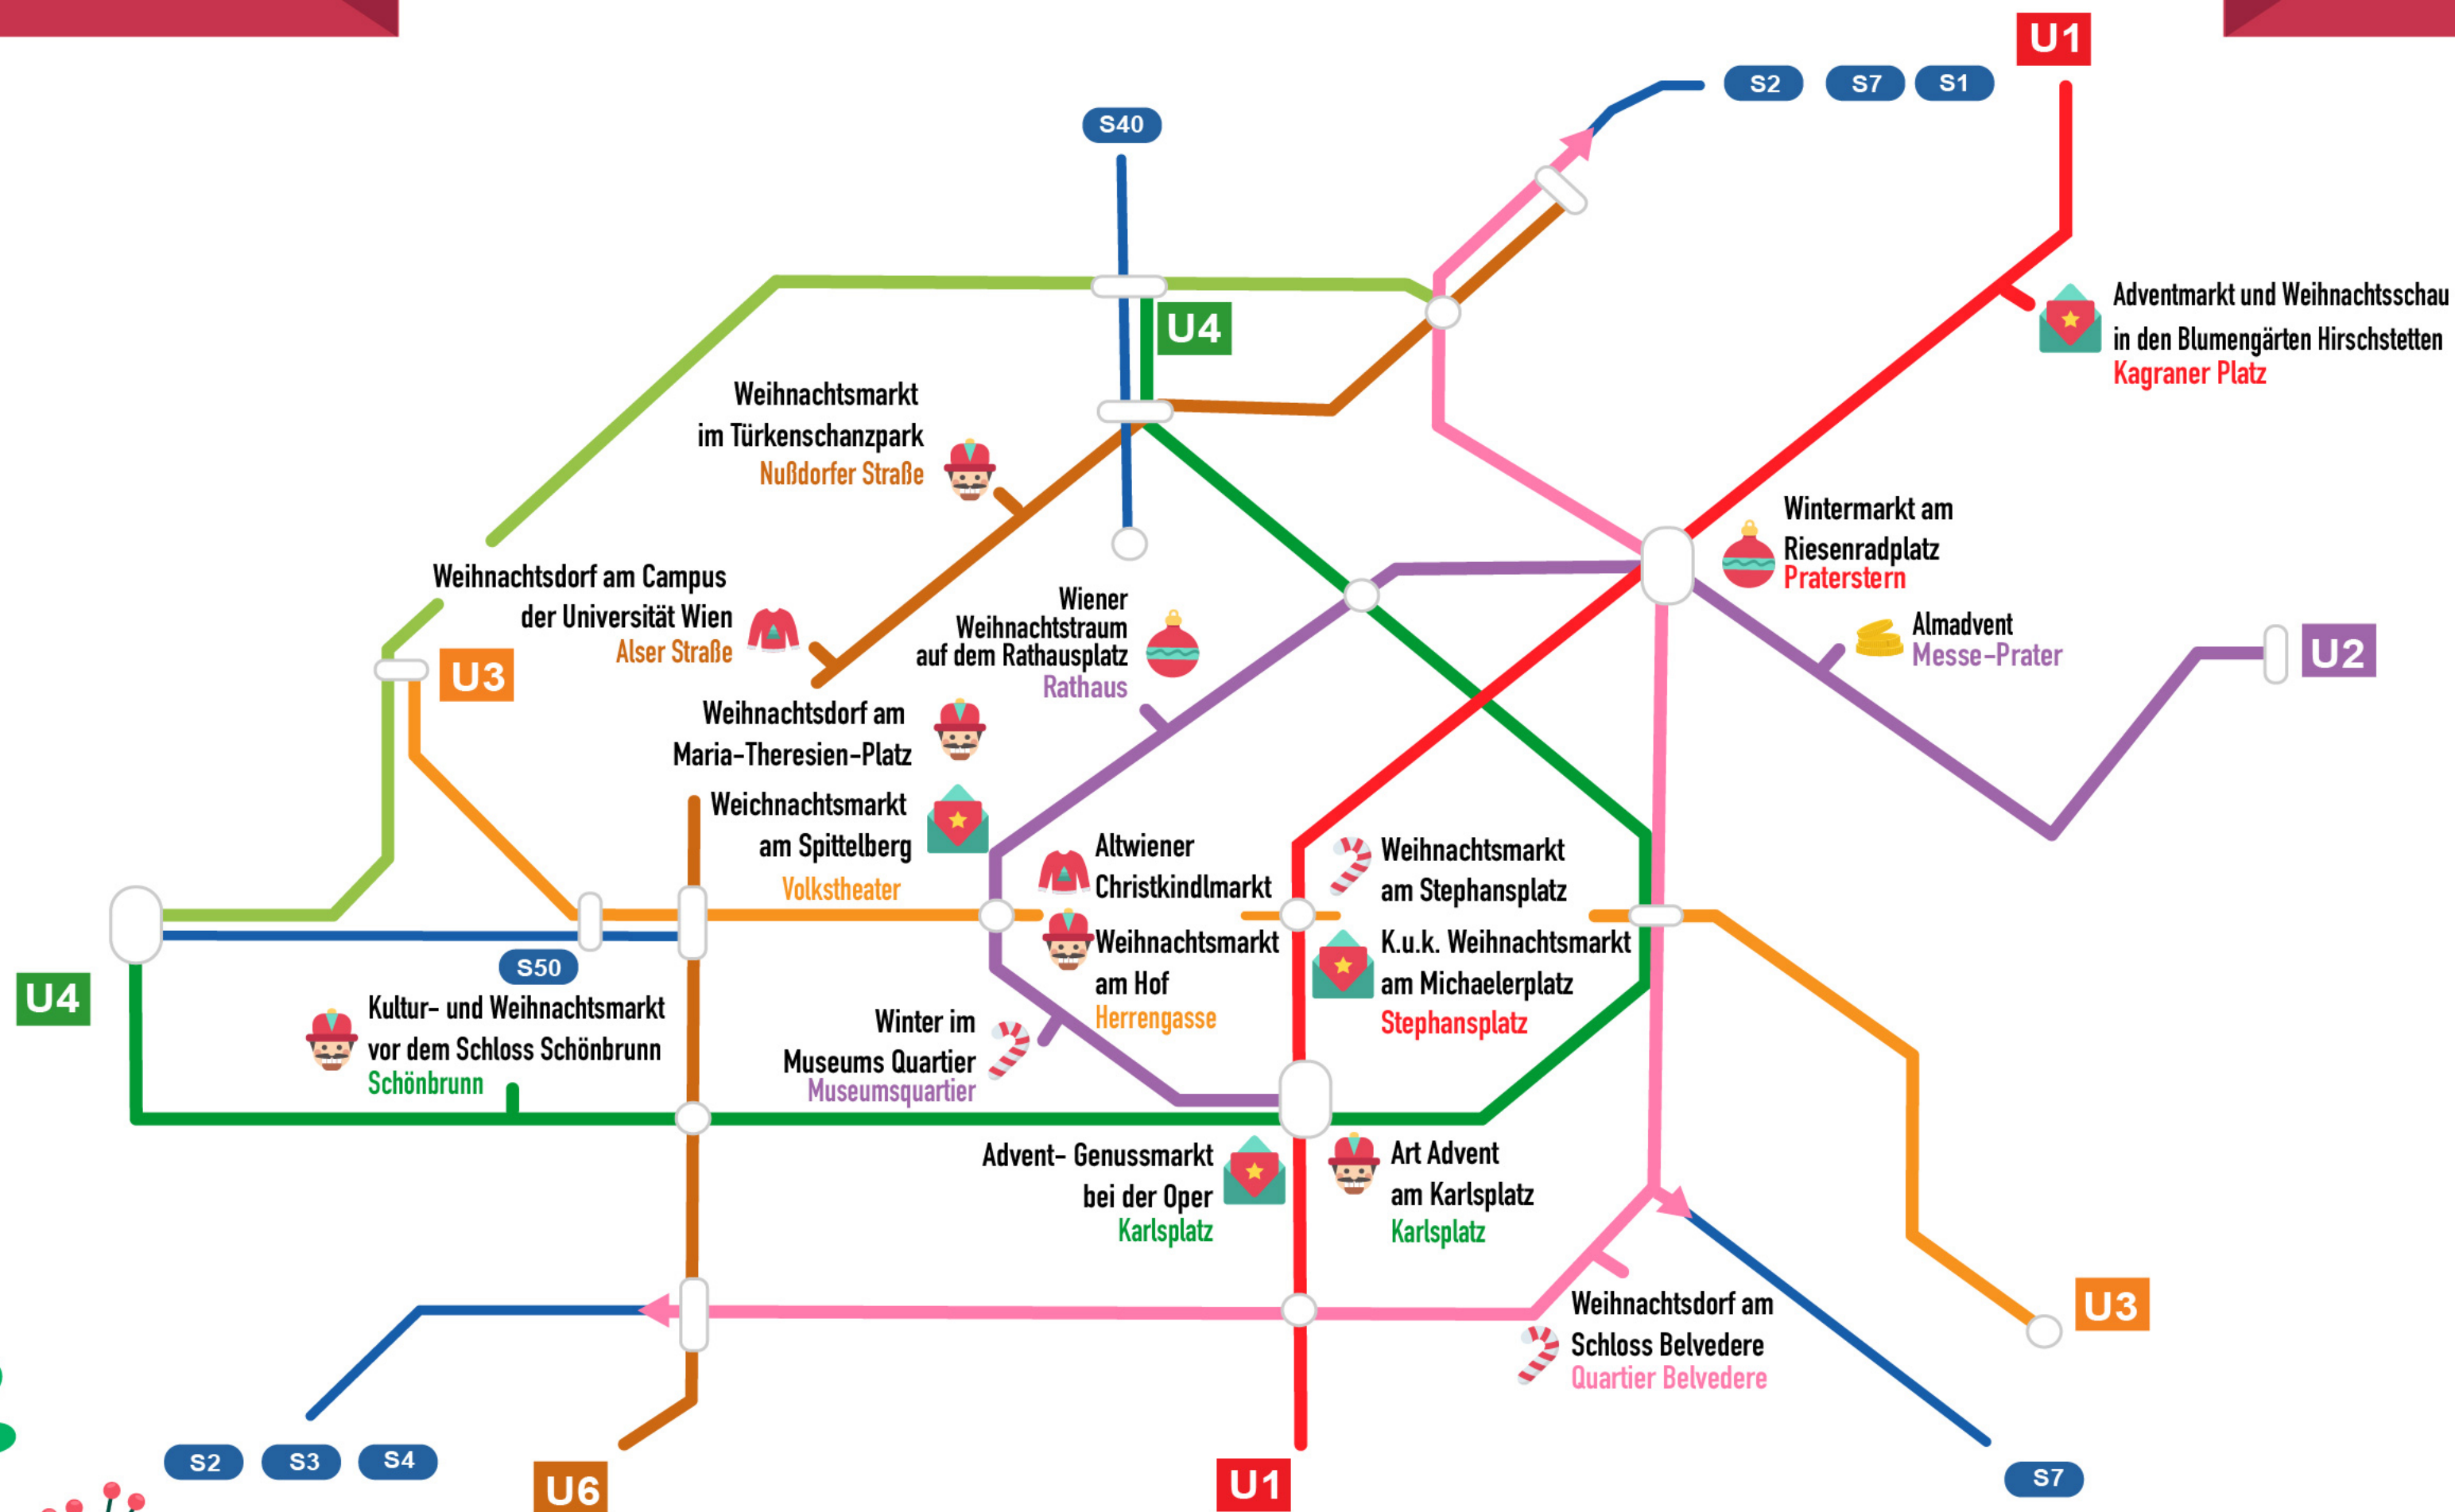 U1
S2
S7
S1
S40
Adventmarkt und Weihnachtsschau
in den Blumengärten Hirschstetten
Kagraner Platz
U4
Weihnachtsmarkt
im Türkenschanzpark
Nußdorfer Straße
Wintermarkt am
Riesenradplatz
Praterstern
Weihnachtsdorf am Campus
der Universität Wien
Alser Straße
Wiener
Weihnachtstraum
auf dem Rathausplatz
Rathaus
Almadvent
Messe-Prater
U2
U3
Weihnachtsdorf am
Maria-Theresien-Platz
Weichnachtsmarkt
am Spittelberg
Volkstheater
Altwiener
Christkindlmarkt
Weihnachtsmarkt
am Hof
Herrengasse
Weihnachtsmarkt
am Stephansplatz
K.u.k. Weihnachtsmarkt
am Michaelerplatz
Stephansplatz
U4
S50
Kultur- und Weihnachtsmarkt
vor dem Schloss Schönbrunn
Schönbrunn
Winter im
Museums Quartier
Museumsquartier
Advent- Genussmarkt
bei der Oper
Karlsplatz
Art Advent
am Karlsplatz
Karlsplatz
Weihnachtsdorf am
Schloss Belvedere
Quartier Belvedere
U3
S2
S3
S4
U6
U1
S7